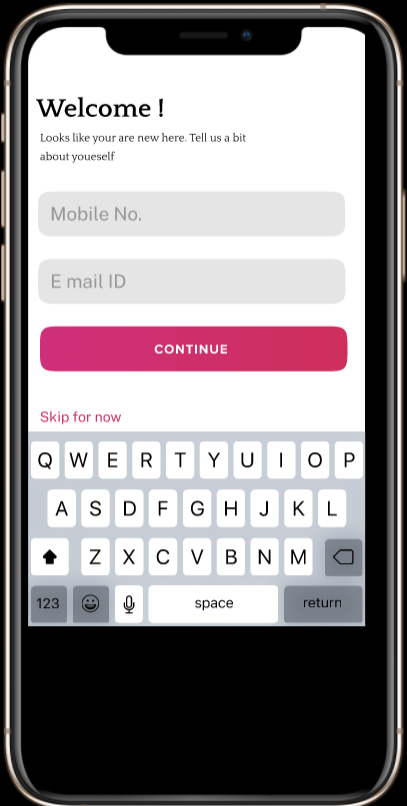 Welcome !
Looks like your are new here. Tell us a bit
about youeself
Mobile No.
E mail ID
CONTINUE
Skip for now
Q W E R T Y U I O P
A S D F G H J K L
Z X C V B N M
123 space return